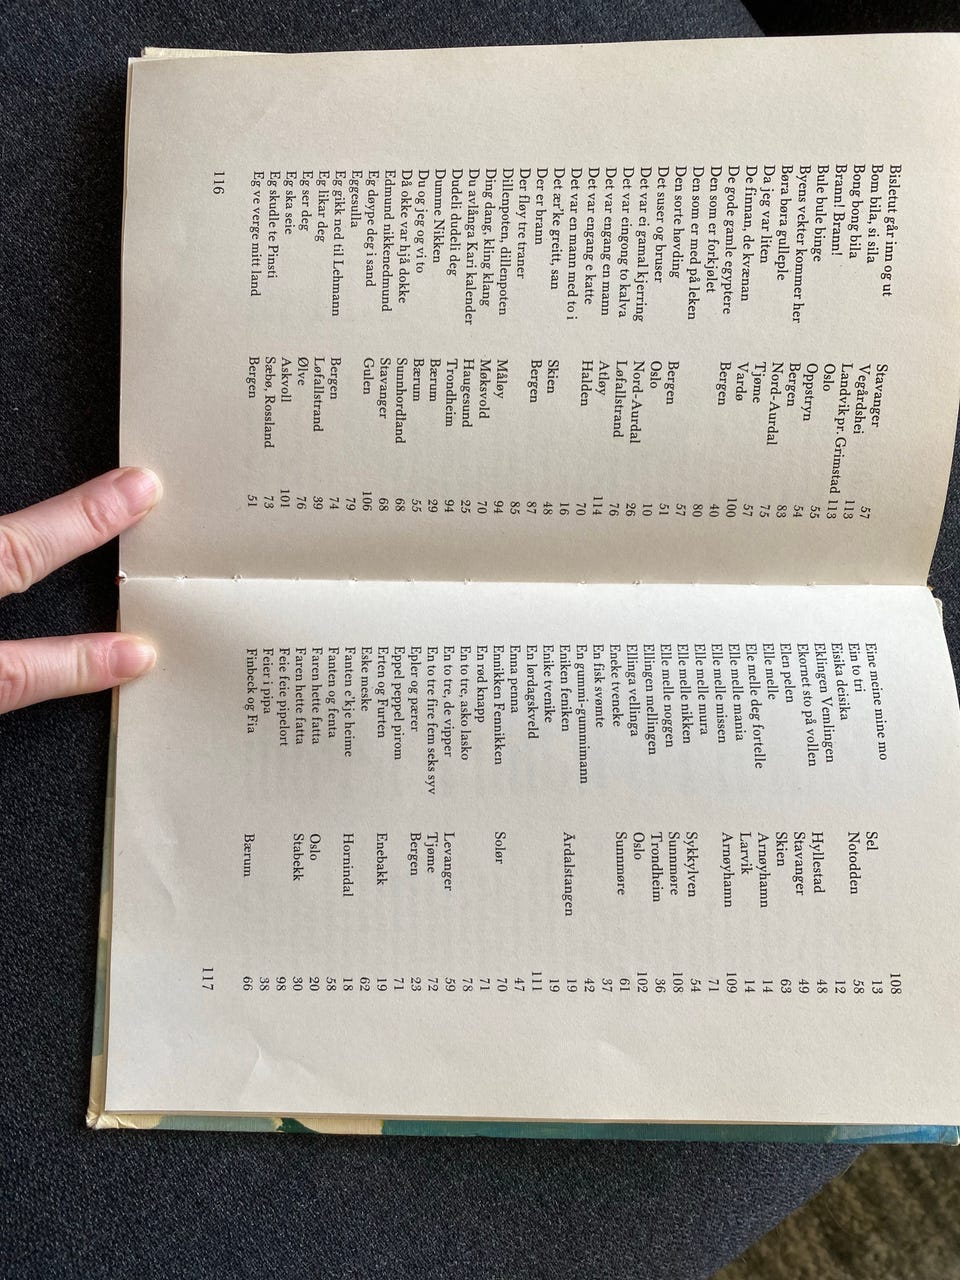 Bisletut går inn og ut Stavanger 57
Bom bila, si sila Vegårdshei 113
Bong bong bila Landvik pr. Grimstad 113
Brann! Brann! Oslo 55
Bule bule binge Oppstryn 54
Byens vekter kommer her Bergen 83
Børa børa gulleple Nord-Aurdal 75
Da jeg var liten Tjøme 57
De finnan, de kvænan Vardø 100
De gode gamle egyptere Bergen 40
Den som er forkjølet 80
Den som er med på leken 57
Den sorte høvding Bergen 51
Det suser og bruser Oslo 10
Det va ei gamal kjerring Nord-Aurdal 26
Det var eingong to kalva Løfallstrand 76
Det var engang en mann Atløy 114
Det var engang e katte Halden 70
Det var en mann med to i 16
Det ær'ke greitt, san Skien 48
Der er brann Bergen 87
Der fløy tre traner 85
Dillenpoten, dillenpoten Måløy 94
Ding dang, kling klang Møksvold 70
Du avlånga Kari kalender Haugesund 25
Dudeli dudeli deg Trondheim 94
Dumme Nikken Bærum 29
Du og jeg og vi to Bærum 55
Då okke var hjå dokke Sunnhordland 68
Edmund nikkenedmund Stavanger 68
Eg døype deg i sand Gulen 106
Eggesulla 79
Eg gikk ned til Lehmann Bergen 74
Eg likar deg Løfallstrand 39
Eg ser deg Ølve 76
Eg ska seie Askvoll 101
Eg skudle te Pinsti Sæbø, Rossland 73
Eg ve verge mitt land Bergen 51
116
Eine meine mine mo 108
Ein to tri Sel 13
Eisika deisika Notodden 58
Eklingen Vemlingen 12
Ekornet sto på vollen Hyllestad 48
Elen pelen Stavanger 49
Elle melle Skien 63
Ele melle deg fortelle Arnøyhamn 14
Elle melle mania Larvik 14
Elle melle missen Arnøyhamn 109
Elle melle mura 71
Elle melle nikken Sykkylven 54
Elle melle noggen Sunnmøre 108
Ellingen mellingen Trondheim 36
Ellinga vellinga Oslo 102
Eneke tveneke Sunnmøre 61
En fisk svømte 37
En gummi-gummimann 42
Eniken feniken Årdalstangen 19
Enike tvenike 19
En lørdagskveld 111
Enna penna 47
Ennikken Fennikken Solør 70
En rød knapp 71
En to tre, asko lasko 78
En to tre, de vipper Levanger 59
En to tre fire fem seks syv Tjøme 72
Epler og pærer Bergen 23
Eppel peppel pirom 71
Erten og Furten Enebakk 19
Eske meske 62
Fanten e'kje heime Hornindal 18
Fanten og fenta 58
Faren hette fatta Oslo 20
Faren hette fatta Stabekk 30
Feie feie pipelort 98
Feier i pippa 38
Finbeck og Fia Bærum 66
117